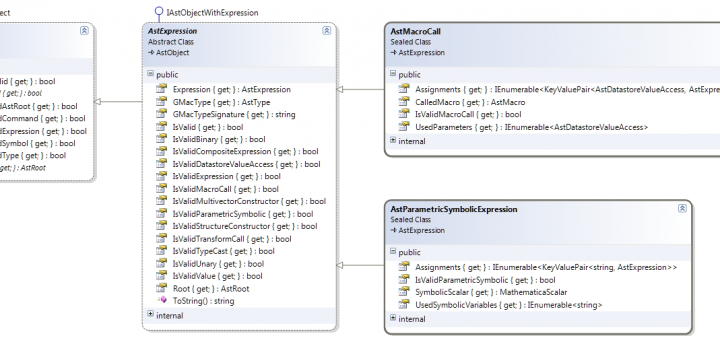 ect
lid { get; } : bool
l { get; } : bool
dAstRoot { get; } : bool
dCommand { get; } : bool
dExpression { get; } : bool
dSymbol { get; } : bool
dType { get; } : bool
get; } : AstRoot
IAstObjectWithExpression
AstExpression
Abstract Class
AstObject
public
Expression { get; } : AstExpression
GMacType { get; } : AstType
GMacTypeSignature { get; } : string
IsValid { get; } : bool
IsValidBinary { get; } : bool
IsValidCompositeExpression { get; } : bool
IsValidDatastoreValueAccess { get; } : bool
IsValidExpression { get; } : bool
IsValidMacroCall { get; } : bool
IsValidMultivectorConstructor { get; } : bool
IsValidParametricSymbolic { get; } : bool
IsValidStructureConstructor { get; } : bool
IsValidTransformCall { get; } : bool
IsValidTypeCast { get; } : bool
IsValidUnary { get; } : bool
IsValidValue { get; } : bool
Root { get; } : AstRoot
ToString() : string
internal
AstMacroCall
Sealed Class
AstExpression
public
Assignments { get; } : IEnumerable<KeyValuePair<AstDatastoreValueAccess, AstExpre
CalledMacro { get; } : AstMacro
IsValidMacroCall { get; } : bool
UsedParameters { get; } : IEnumerable<AstDatastoreValueAccess>
internal
AstParametricSymbolicExpression
Sealed Class
AstExpression
public
Assignments { get; } : IEnumerable<KeyValuePair<string, AstExpression>>
IsValidParametricSymbolic { get; } : bool
SymbolicScalar { get; } : MathematicaScalar
UsedSymbolicVariables { get; } : IEnumerable<string>
internal